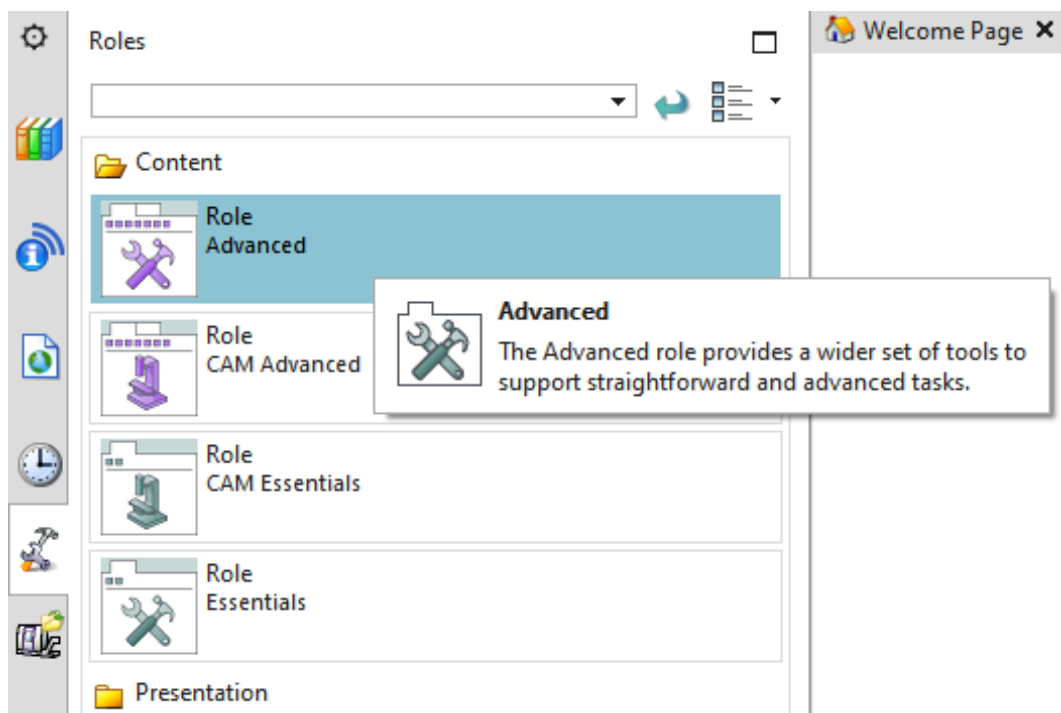 Roles
Welcome Page
Content
Role
Advanced
Advanced
The Advanced role provides a wider set of tools to
support straightforward and advanced tasks.
Role
CAM Advanced
Role
CAM Essentials
Role
Essentials
Presentation